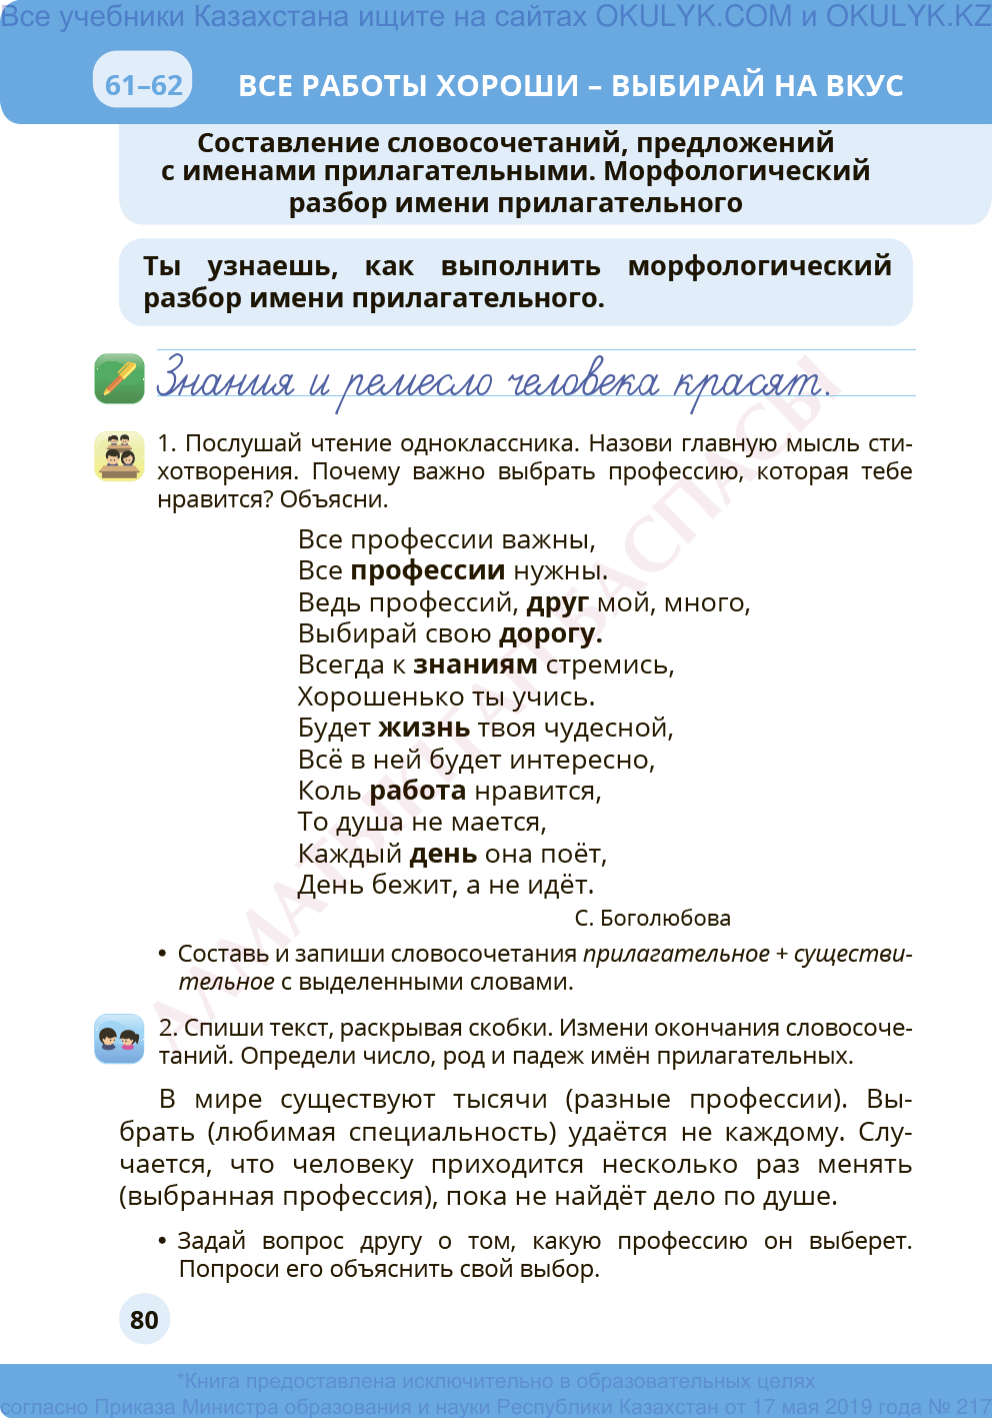 Все учебники Казахстана ищите на сайтах OKULYK.COM и OKULYK.KZ
61–62
ВСЕ РАБОТЫ ХОРОШИ – ВЫБИРАЙ НА ВКУС
Составление словосочетаний, предложений
с именами прилагательными. Морфологический
разбор имени прилагательного
Ты узнаешь, как выполнить морфологический
разбор имени прилагательного.
Знания и ремесло человека красят.
1. Послушай чтение одноклассника. Назови главную мысль сти-
хотворения. Почему важно выбрать профессию, которая тебе
нравится? Объясни.
Все профессии важны,
Все профессии нужны.
Ведь профессий, друг мой, много,
Выбирай свою дорогу.
Всегда к знаниям стремись,
Хорошенько ты учись.
Будет жизнь твоя чудесной,
Всё в ней будет интересно,
Коль работа нравится,
То душа не мается,
Каждый день она поёт,
День бежит, а не идёт.
С. Боголюбова
• Составь и запиши словосочетания прилагательное + существи-
тельное с выделенными словами.
2. Спиши текст, раскрывая скобки. Измени окончания словосоче-
таний. Определи число, род и падеж имён прилагательных.
В мире существуют тысячи (разные профессии). Вы-
брать (любимая специальность) удаётся не каждому. Слу-
чается, что человеку приходится несколько раз менять
(выбранная профессия), пока не найдёт дело по душе.
• Задай вопрос другу о том, какую профессию он выберет.
Попроси его объяснить свой выбор.
80
АЛМАТЫКІТАП БАСПАСЫ
*Книга предоставлена исключительно в образовательных целях
согласно Приказа Министра образования и науки Республики Казахстан от 17 мая 2019 года № 217